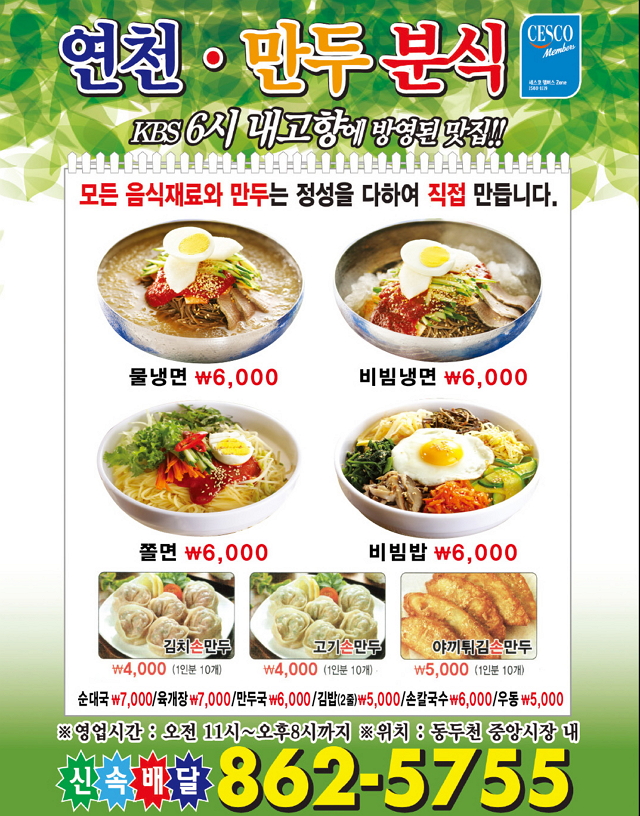 연천·만두 분식
CESCO
Members
세스코 멤버스 Zone
KBS 6시 내고향에 방영된 맛집!!
모든 음식재료와 만두는 정성을 다하여 직접 만듭니다.
물냉면 ₩6,000
비빔냉면 ₩6,000
쫄면 ₩6,000
비빔밥 ₩6,000
김치손만두
고기손만두
야끼튀김손만두
₩4,000 (1인분 10개)
₩4,000 (1인분 10개)
₩5,000 (1인분 10개)
순대국 ₩7,000/육개장₩7,000/만두국₩6,000/김밥(2줄)₩5,000/손칼국수₩6,000/우동₩5,000
※영업시간 : 오전 11시~오후8시까지 ※위치 : 동두천 중앙시장 내
신속배달 862-5755